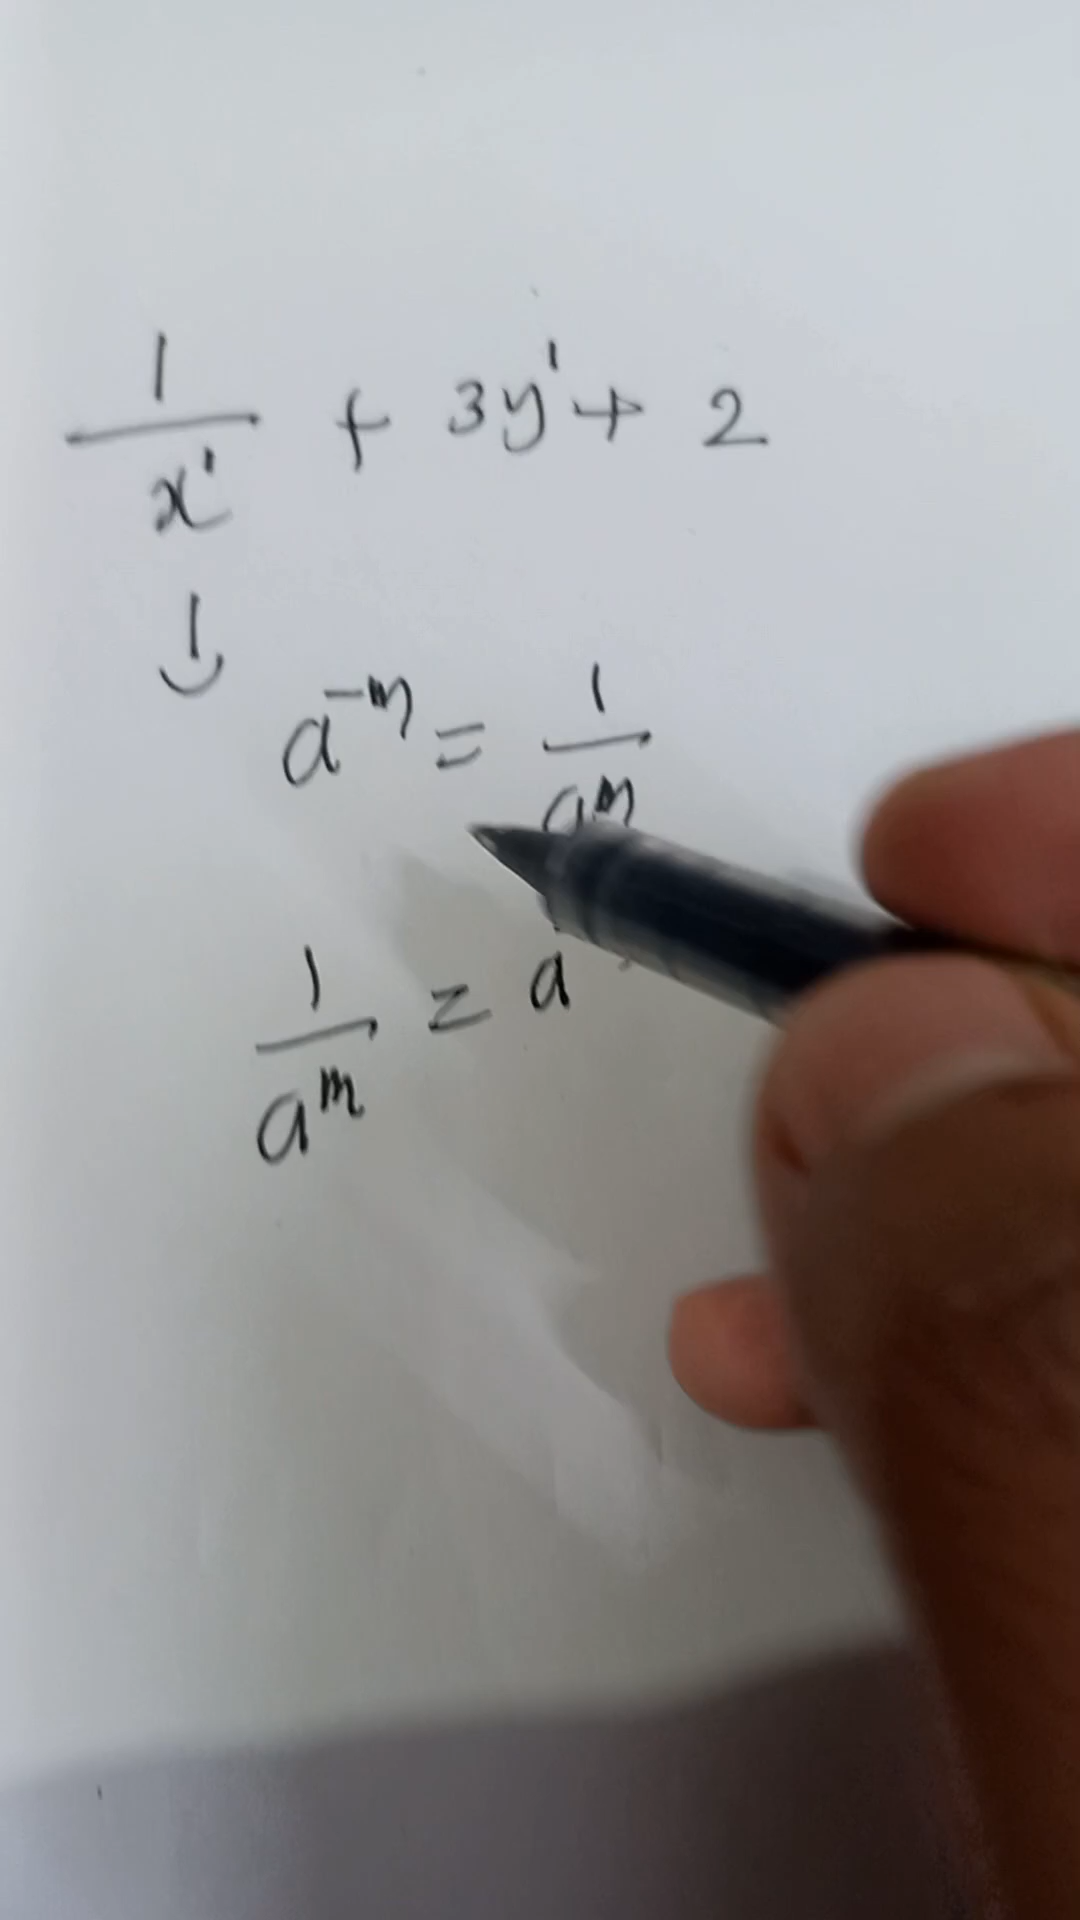 1/x¹ + 3y¹ + 2
a⁻ᵐ = 1/aᵐ
1/aᵐ = a